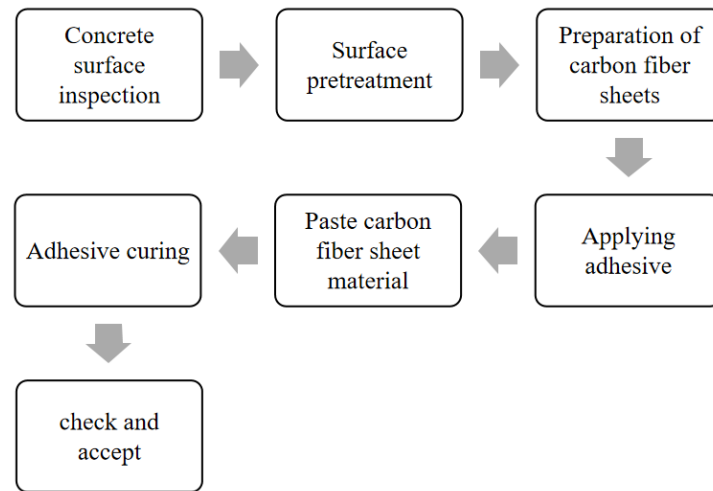 Concrete
surface
inspection
Surface
pretreatment
Preparation of
carbon fiber
sheets
Applying
adhesive
Paste carbon
fiber sheet
material
Adhesive curing
check and
accept